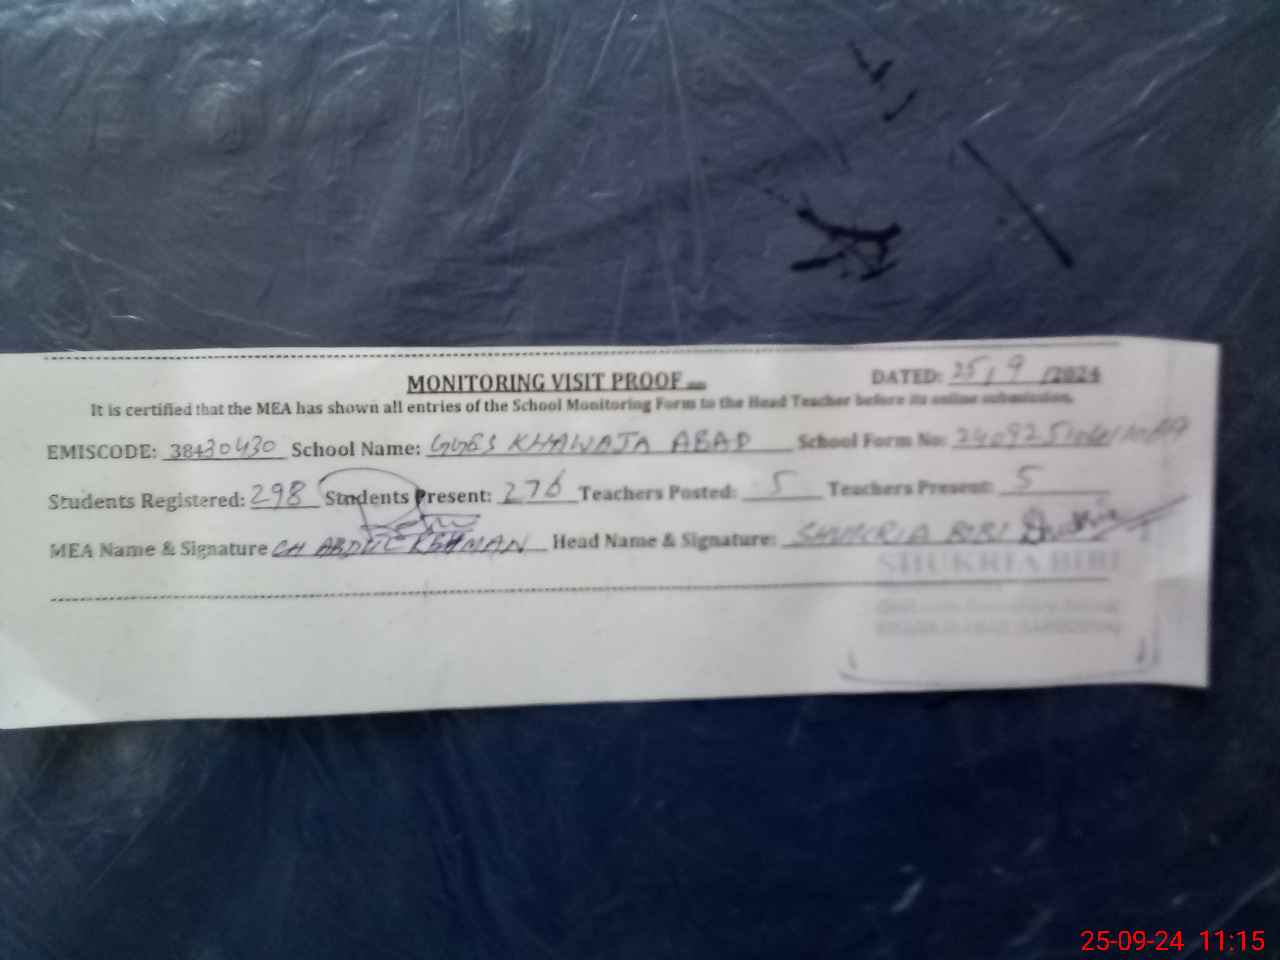 MONITORING VISIT PROOF
DATED: 25/9/2024
It is certified that the MEA has shown all entries of the School Monitoring Form to the Head Teacher before its online submission.
EMISCODE: 38430430 School Name: GGES KHAWAJA ABAD School Form No:
Students Registered: 298 Students Present: 276 Teachers Posted: 5 Teachers Present: 5
MEA Name & Signature CH ABDUL REHMAN Head Name & Signature: SHUKRIA BIBI
SHUKRIA BIBI
25-09-24 11:15